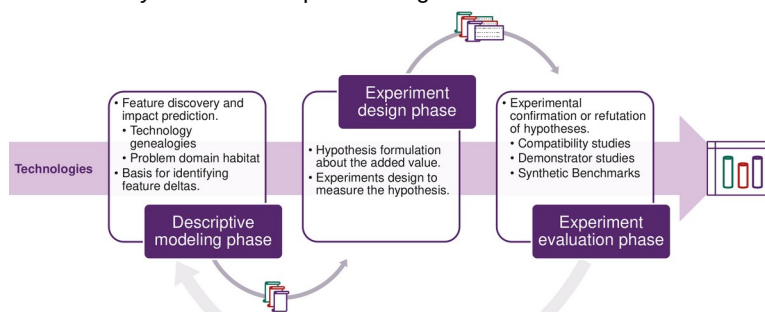 Technologies
• Feature discovery and
impact prediction.
• Technology
genealogies
• Problem domain habitat
• Basis for identifying
feature deltas.
Descriptive
modeling phase
Experiment
design phase
• Hypothesis formulation
about the added value.
• Experiments design to
measure the hypothesis.
• Experimental
confirmation or refutation
of hypotheses.
• Compatibility studies
• Demonstrator studies
• Synthetic Benchmarks
Experiment
evaluation phase